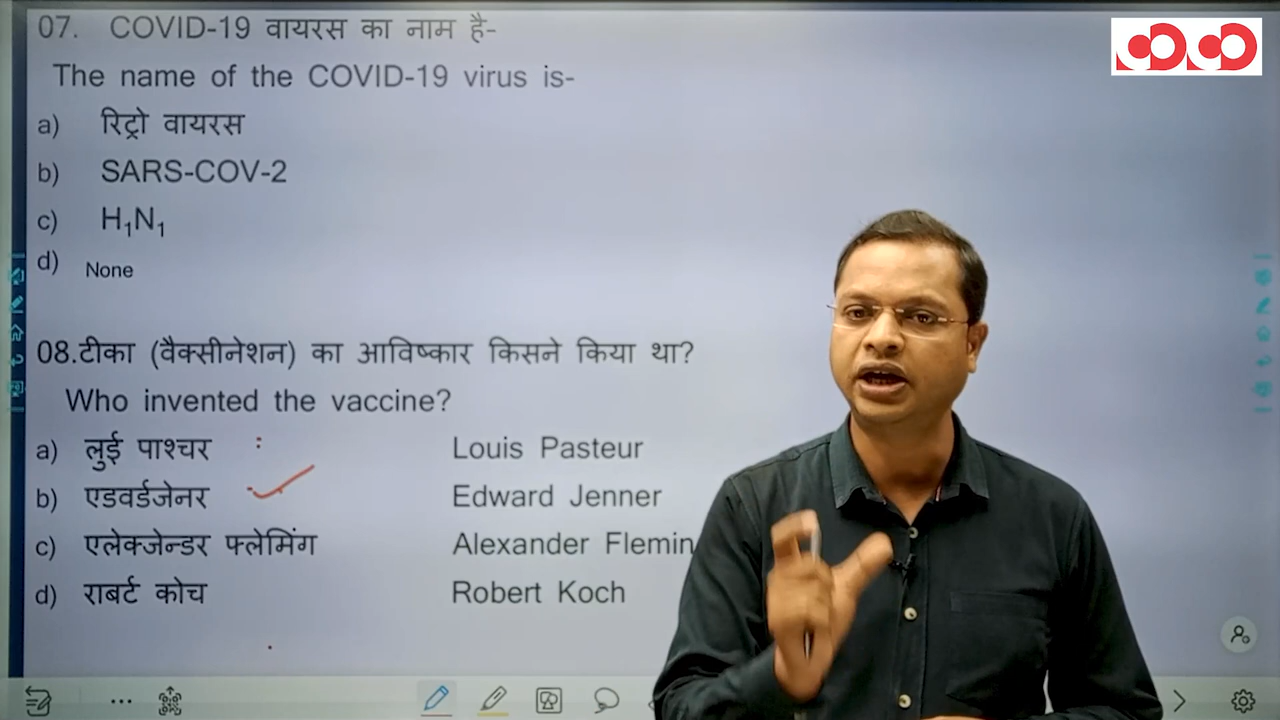 07. COVID-19 वायरस का नाम है-
The name of the COVID-19 virus is-
a) रिट्रो वायरस
b) SARS-COV-2
c) H₁N₁
d) None
08.टीका (वैक्सीनेशन) का आविष्कार किसने किया था?
Who invented the vaccine?
a) लुई पाश्चर : Louis Pasteur
b) एडवर्डजेनर Edward Jenner
c) एलेक्जेन्डर फ्लेमिंग Alexander Flemin
d) राबर्ट कोच Robert Koch